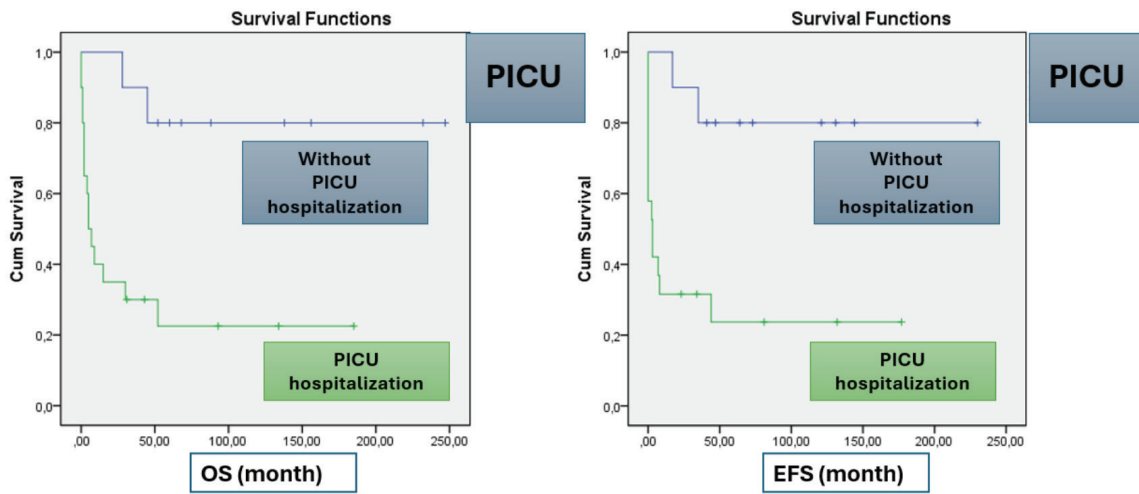 Survival Functions
PICU
1,0
0,8
0,6
0,4
0,2
0,0
Cum Survival
Without
PICU
hospitalization
PICU
hospitalization
,00
50,00
100,00
150,00
200,00
250,00
OS (month)
Survival Functions
PICU
1,0
0,8
0,6
0,4
0,2
0,0
Cum Survival
Without
PICU
hospitalization
PICU
hospitalization
,00
50,00
100,00
150,00
200,00
250,00
EFS (month)